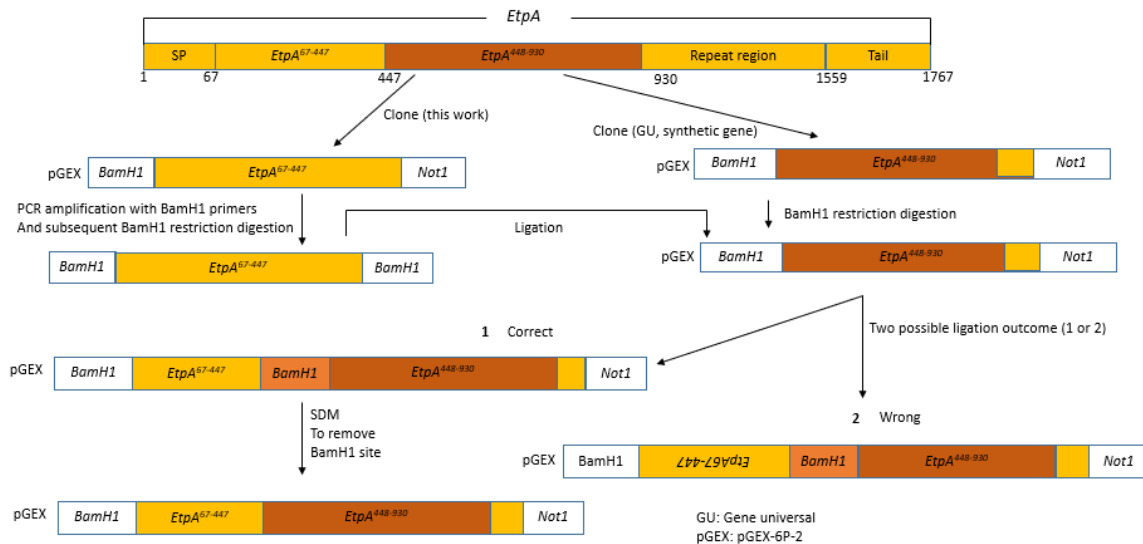 EtpA
SP EtpA67-447 EtpA448-930 Repeat region Tail
1 67 447 930 1559 1767
Clone (this work)
Clone (GU, synthetic gene)
pGEX BamH1 EtpA67-447 Not1
pGEX BamH1 EtpA448-930 Not1
PCR amplification with BamH1 primers
And subsequent BamH1 restriction digestion
Ligation
BamH1 restriction digestion
BamH1 EtpA67-447 BamH1
pGEX BamH1 EtpA448-930 Not1
1 Correct
Two possible ligation outcome (1 or 2)
pGEX BamH1 EtpA67-447 BamH1 EtpA448-930 Not1
SDM
To remove
BamH1 site
2 Wrong
pGEX BamH1 EtpA67-447 BamH1 EtpA448-930 Not1
pGEX BamH1 EtpA67-447 EtpA448-930 Not1
GU: Gene universal
pGEX: pGEX-6P-2